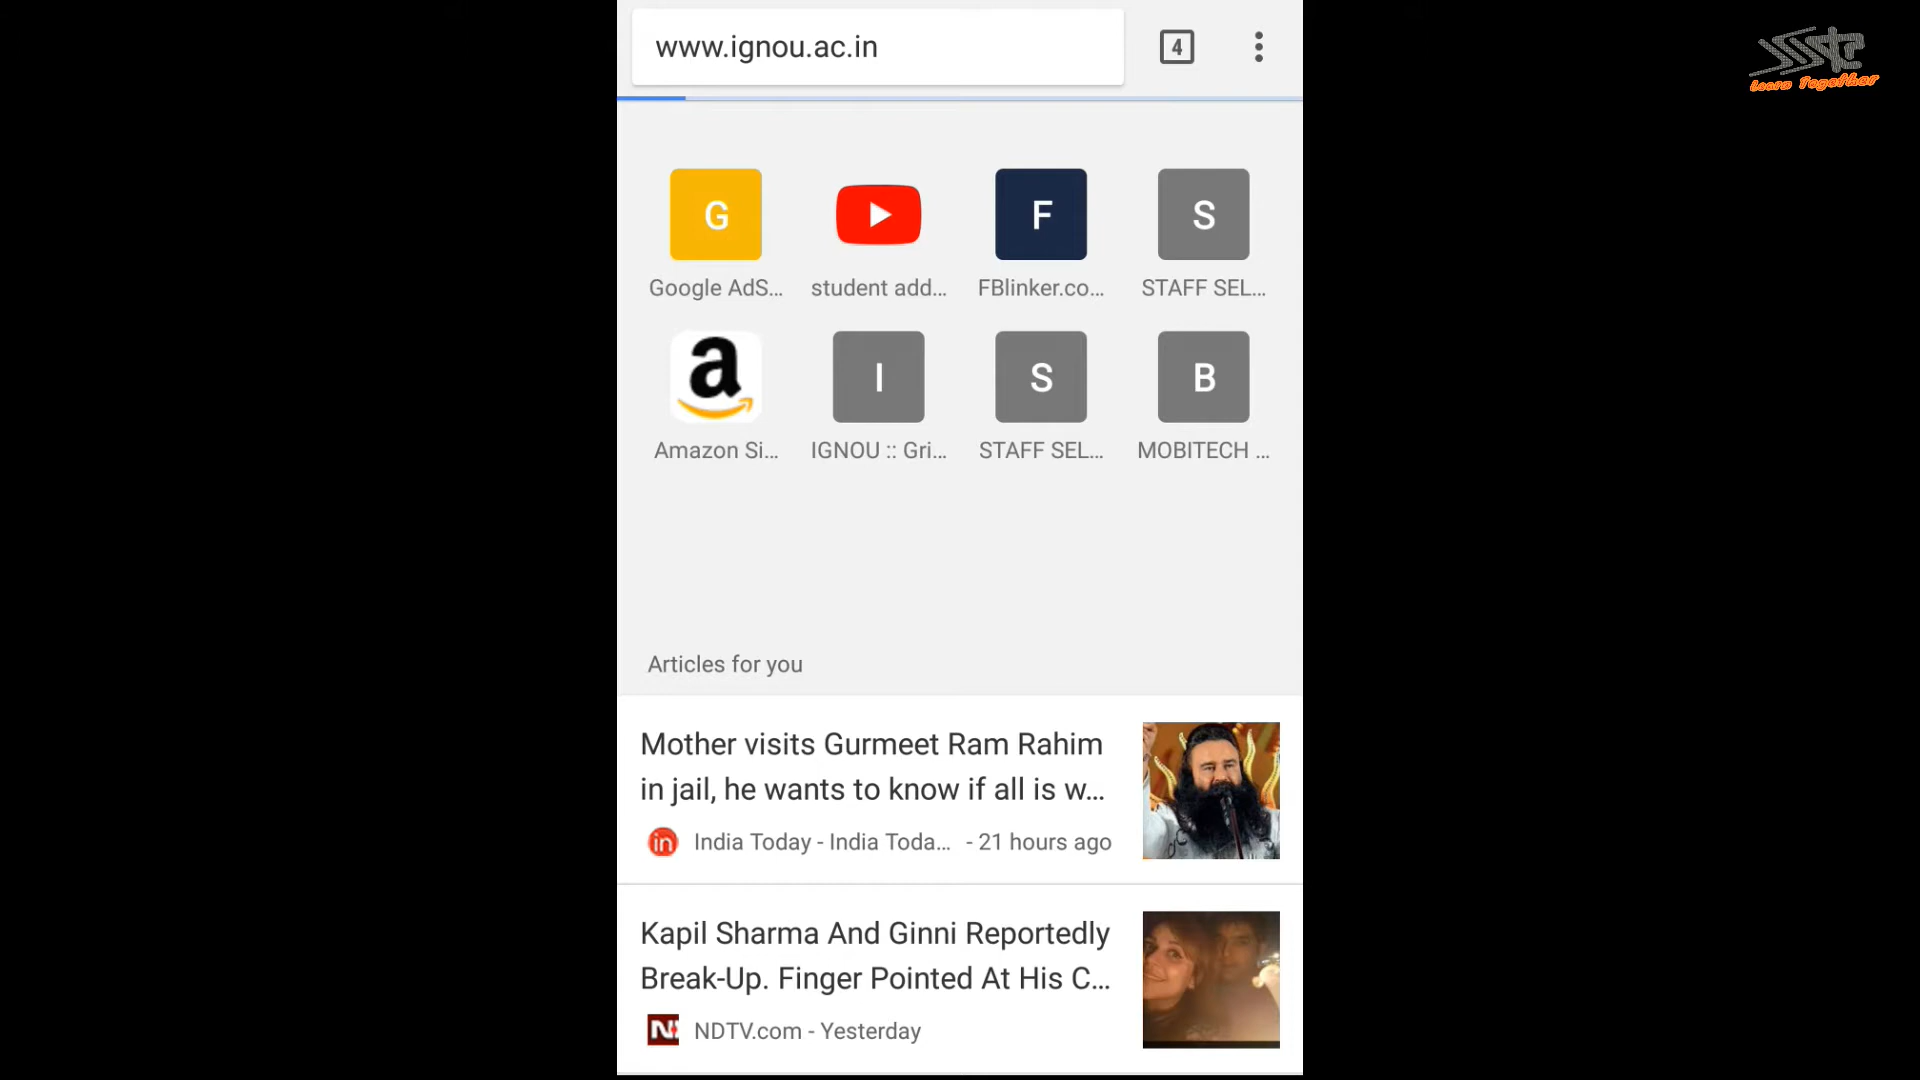 www.ignou.ac.in
4
Learn Together
G
F
S
Google AdS...
student add...
FBlinker.co...
STAFF SEL...
a
I
S
B
Amazon Si...
IGNOU :: Gri...
STAFF SEL...
MOBITECH ...
Articles for you
Mother visits Gurmeet Ram Rahim
in jail, he wants to know if all is w...
in India Today - India Toda... - 21 hours ago
Kapil Sharma And Ginni Reportedly
Break-Up. Finger Pointed At His C...
N NDTV.com - Yesterday